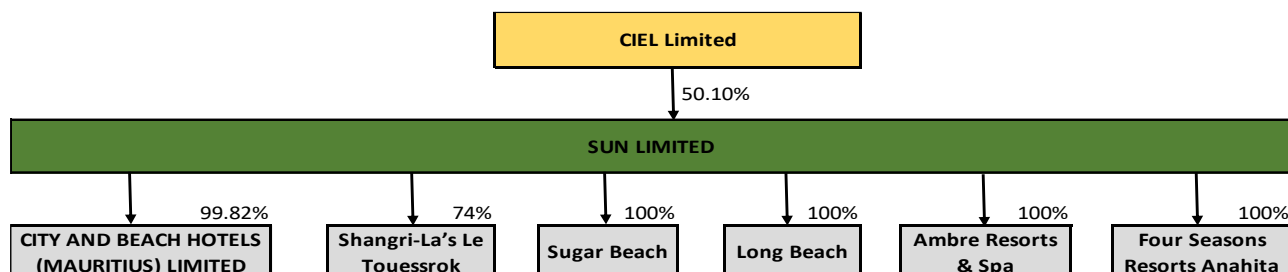 CIEL Limited
50.10%
SUN LIMITED
99.82%
74%
100%
100%
100%
100%
CITY AND BEACH HOTELS
(MAURITIUS) LIMITED
Shangri-La's Le
Touessrok
Sugar Beach
Long Beach
Ambre Resorts
& Spa
Four Seasons
Resorts Anahita